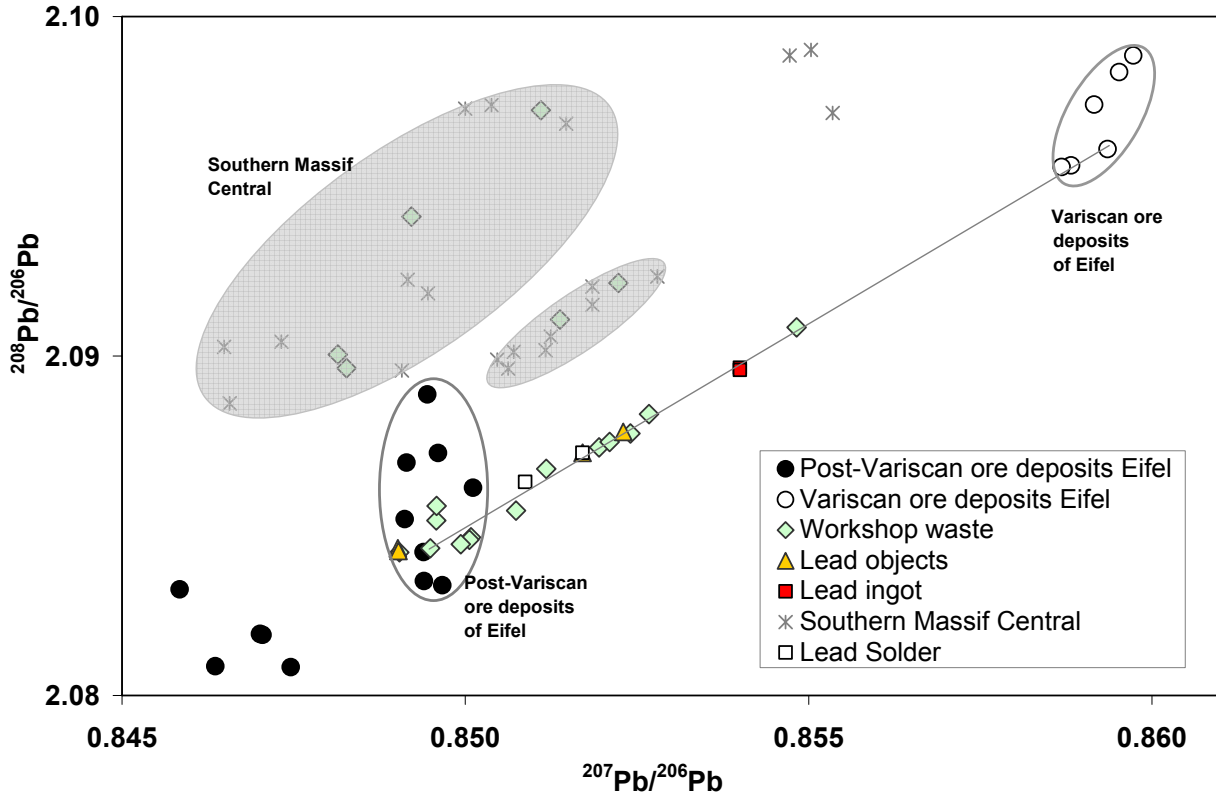 2.10
Southern Massif
Central
Variscan ore
deposits
of Eifel
²⁰⁸Pb/²⁰⁶Pb
2.09
Post-Variscan ore deposits Eifel
Variscan ore deposits Eifel
Workshop waste
Lead objects
Lead ingot
Southern Massif Central
Lead Solder
Post-Variscan
ore deposits
of Eifel
2.08
0.845
0.850
0.855
0.860
²⁰⁷Pb/²⁰⁶Pb